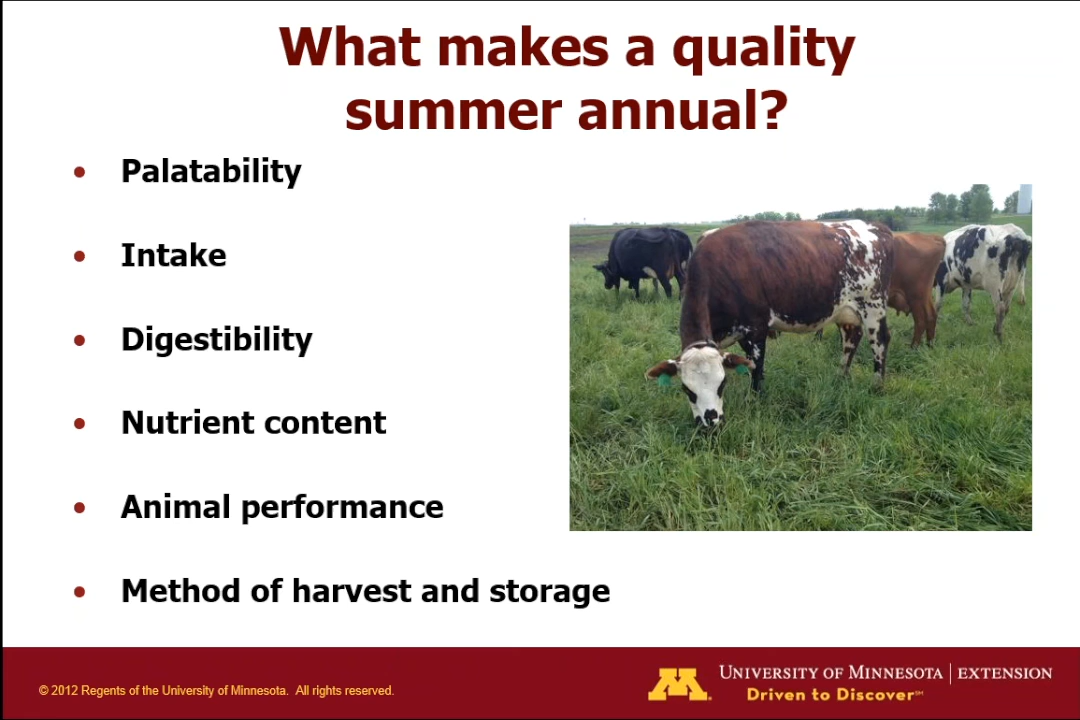 What makes a quality
summer annual?
• Palatability
• Intake
• Digestibility
• Nutrient content
• Animal performance
• Method of harvest and storage
© 2012 Regents of the University of Minnesota.  All rights reserved.
UNIVERSITY OF MINNESOTA | EXTENSION
Driven to Discover℠